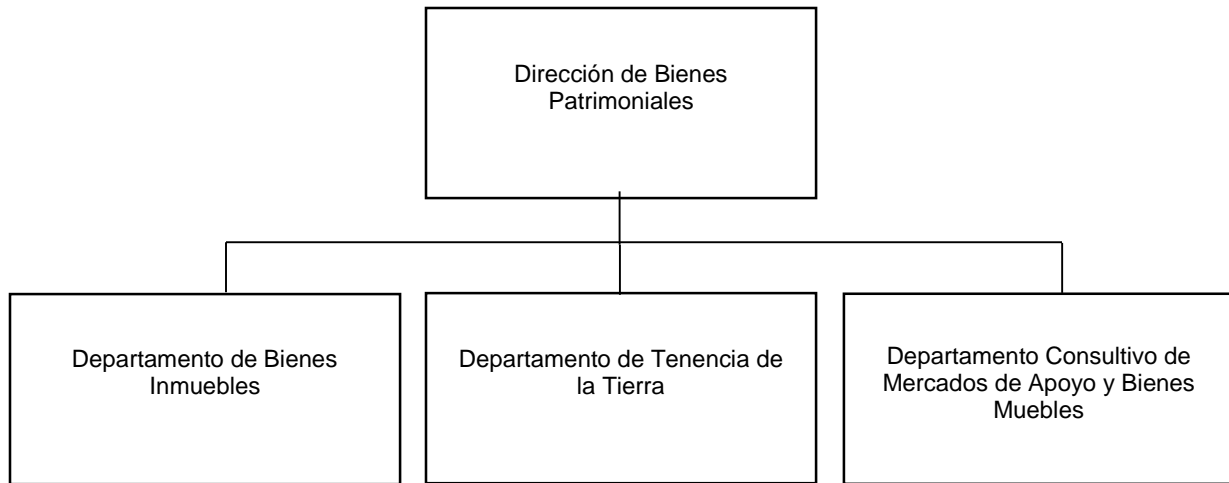 Dirección de Bienes
Patrimoniales
Departamento de Bienes
Inmuebles
Departamento de Tenencia de
la Tierra
Departamento Consultivo de
Mercados de Apoyo y Bienes
Muebles